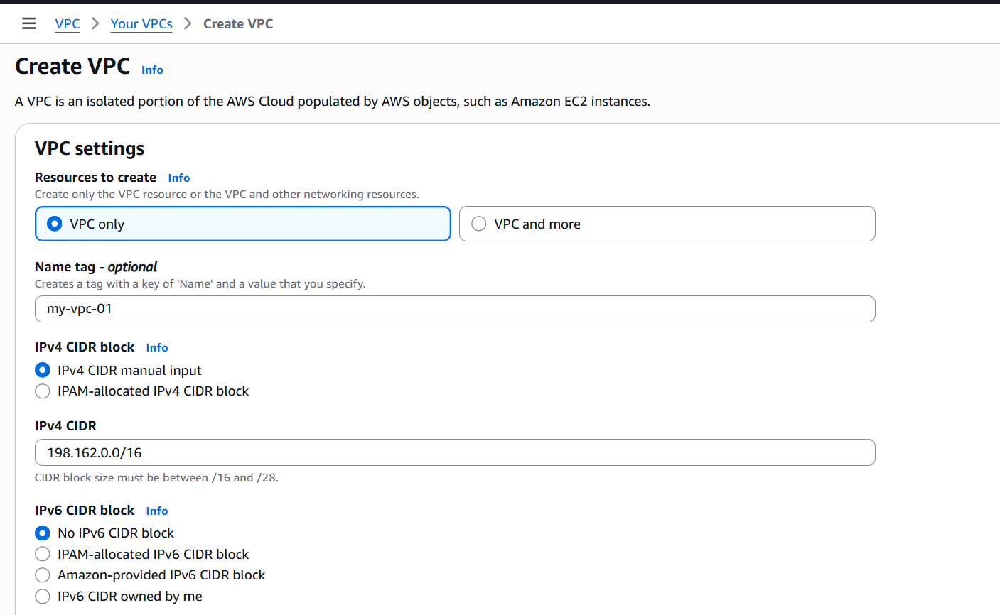 VPC > Your VPCs > Create VPC
Create VPC Info
A VPC is an isolated portion of the AWS Cloud populated by AWS objects, such as Amazon EC2 instances.
VPC settings
Resources to create Info
Create only the VPC resource or the VPC and other networking resources.
VPC only VPC and more
Name tag - optional
Creates a tag with a key of 'Name' and a value that you specify.
my-vpc-01
IPv4 CIDR block Info
IPv4 CIDR manual input
IPAM-allocated IPv4 CIDR block
IPv4 CIDR
198.162.0.0/16
CIDR block size must be between /16 and /28.
IPv6 CIDR block Info
No IPv6 CIDR block
IPAM-allocated IPv6 CIDR block
Amazon-provided IPv6 CIDR block
IPv6 CIDR owned by me